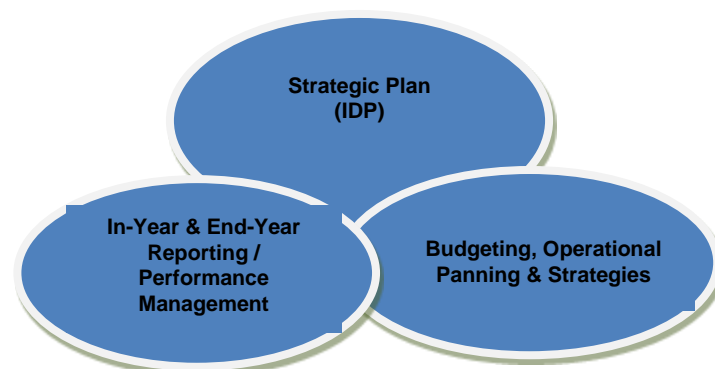 Strategic Plan
(IDP)
In-Year & End-Year
Reporting /
Performance
Management
Budgeting, Operational
Panning & Strategies